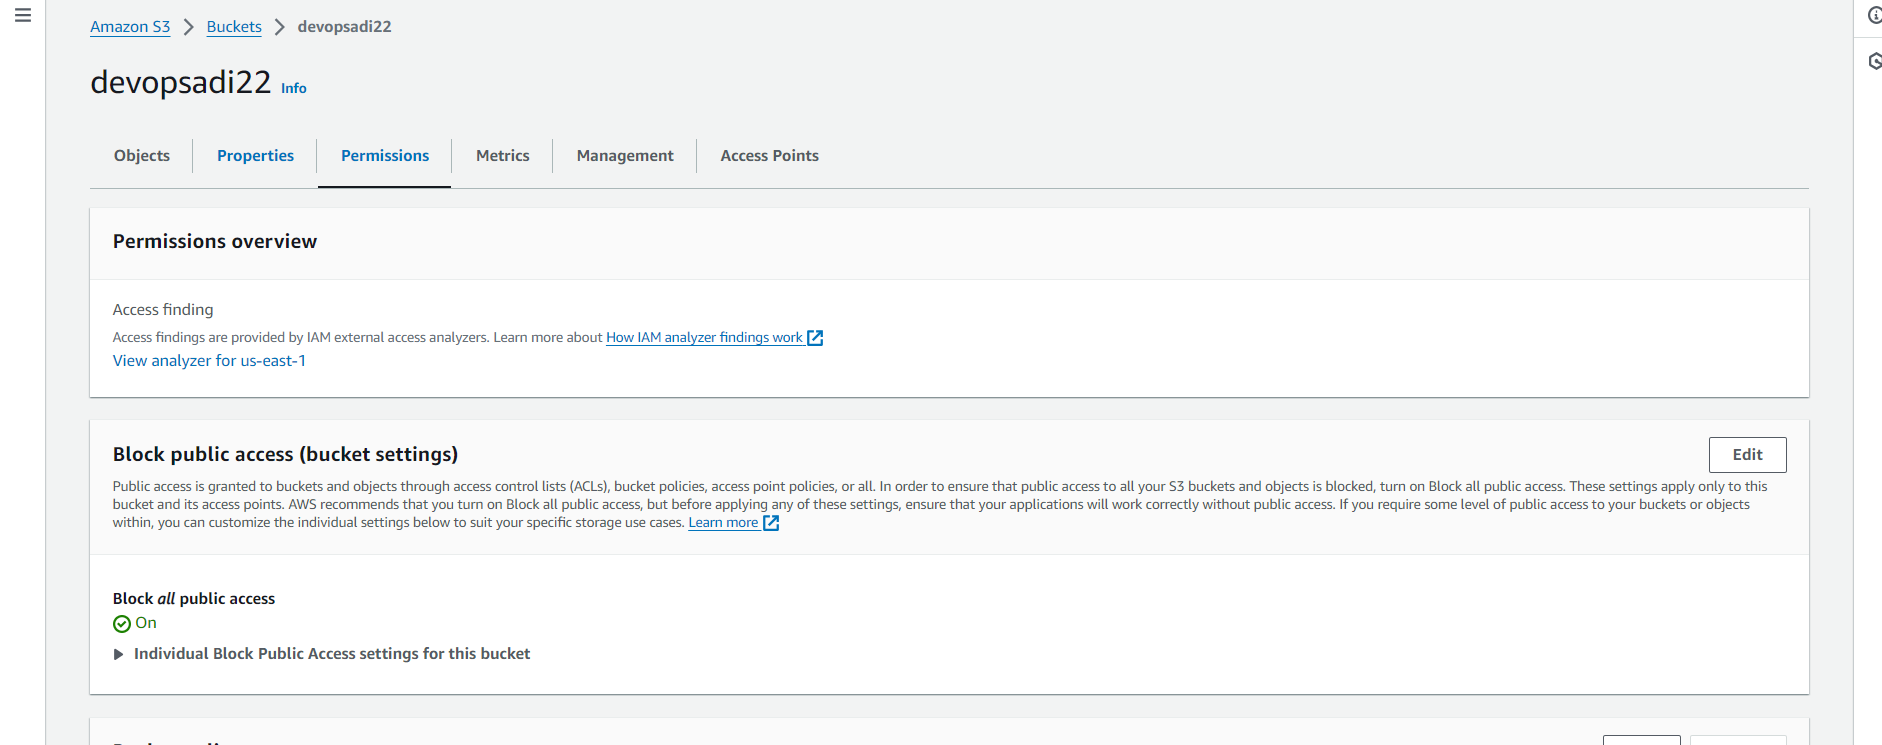 Amazon S3 > Buckets > devopsadi22
devopsadi22 Info
Objects Properties Permissions Metrics Management Access Points
Permissions overview
Access finding
Access findings are provided by IAM external access analyzers. Learn more about How IAM analyzer findings work
View analyzer for us-east-1
Block public access (bucket settings)
Edit
Public access is granted to buckets and objects through access control lists (ACLs), bucket policies, access point policies, or all. In order to ensure that public access to all your S3 buckets and objects is blocked, turn on Block all public access. These settings apply only to this
bucket and its access points. AWS recommends that you turn on Block all public access, but before applying any of these settings, ensure that your applications will work correctly without public access. If you require some level of public access to your buckets or objects
within, you can customize the individual settings below to suit your specific storage use cases. Learn more
Block all public access
On
Individual Block Public Access settings for this bucket